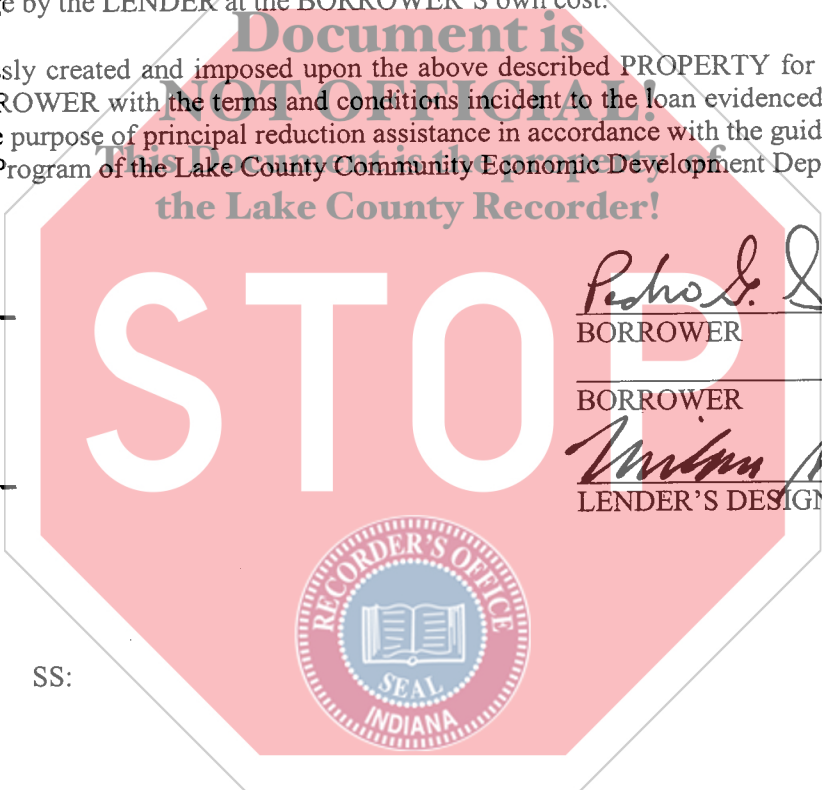 e by the LENDER at the BORROWER'S own cost.
Document is
ssly created and imposed upon the above described PROPERTY for
ROWER with the terms and conditions incident to the loan evidenced
NOT OFFICIAL!
e purpose of principal reduction assistance in accordance with the guid
This Document is the property of
Program of the Lake County Community Economic Development Dep
the Lake County Recorder!
STOP
Pedro G. S
BORROWER
BORROWER
LENDER'S DESIGN
RECORDER'S OFFICE
SEAL
INDIANA
SS: